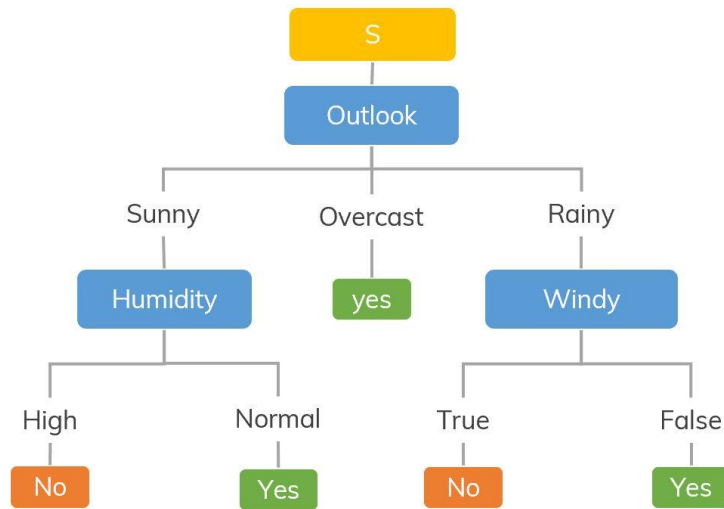 S
Outlook
Sunny Overcast Rainy
Humidity yes Windy
High Normal True False
No Yes No Yes